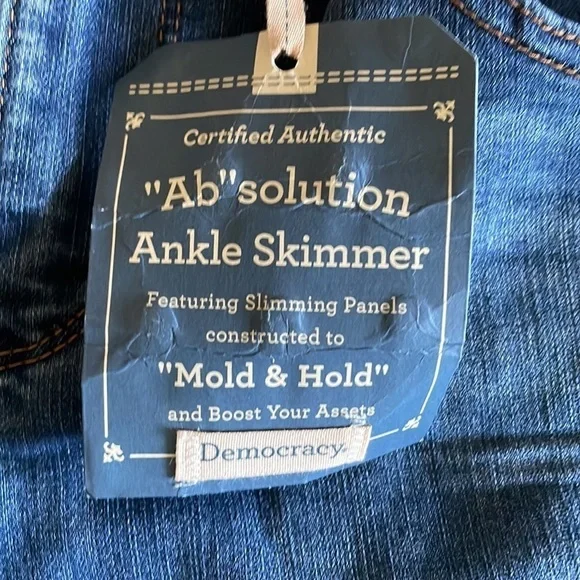 Certified Authentic
"Ab"solution
Ankle Skimmer
Featuring Slimming Panels
constructed to
"Mold & Hold"
and Boost Your Assets
Democracy